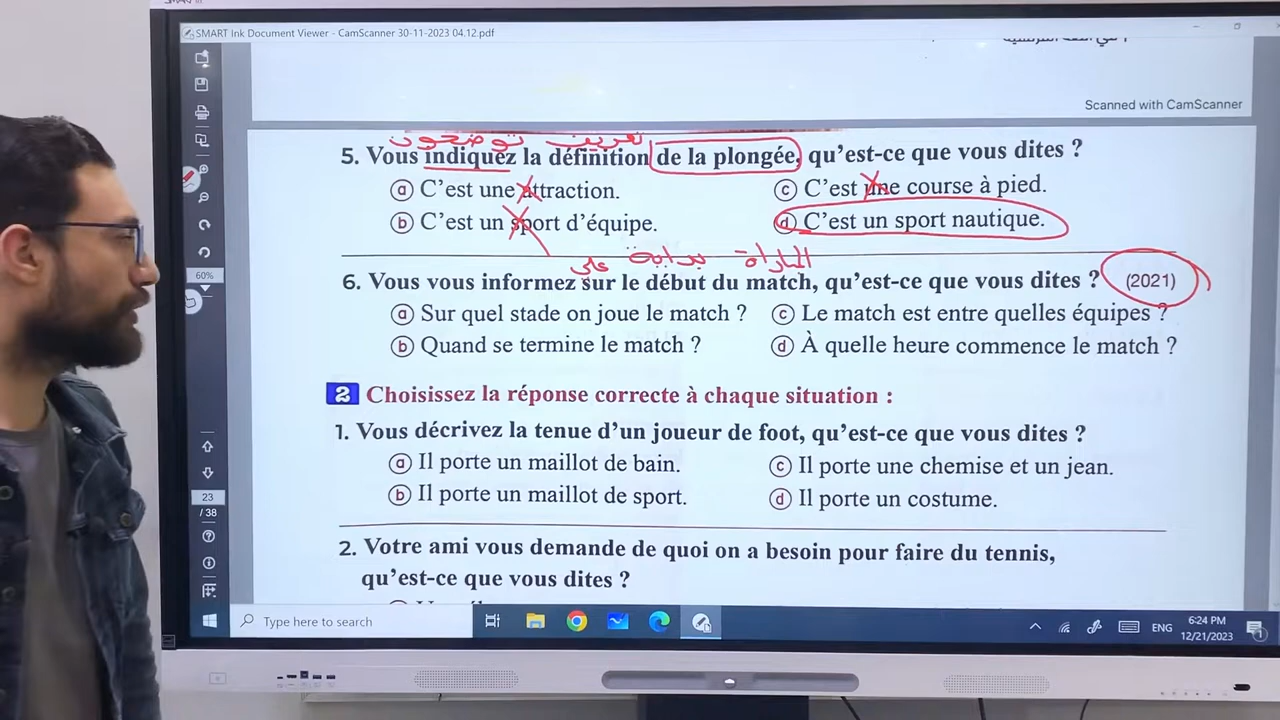 SMART Ink Document Viewer - CamScanner 30-11-2023 04.12.pdf
Scanned with CamScanner
توضحون تعريف
5. Vous indiquez la définition de la plongée, qu'est-ce que vous dites ?
a C'est une attraction.
c C'est une course à pied.
b C'est un sport d'équipe.
d C'est un sport nautique.
على بداية المباراة
6. Vous vous informez sur le début du match, qu'est-ce que vous dites ? (2021)
a Sur quel stade on joue le match ?
c Le match est entre quelles équipes ?
b Quand se termine le match ?
d À quelle heure commence le match ?
2 Choisissez la réponse correcte à chaque situation :
1. Vous décrivez la tenue d'un joueur de foot, qu'est-ce que vous dites ?
a Il porte un maillot de bain.
c Il porte une chemise et un jean.
b Il porte un maillot de sport.
d Il porte un costume.
2. Votre ami vous demande de quoi on a besoin pour faire du tennis,
qu'est-ce que vous dites ?
60%
23
/ 38
Type here to search
ENG
6:24 PM
12/21/2023